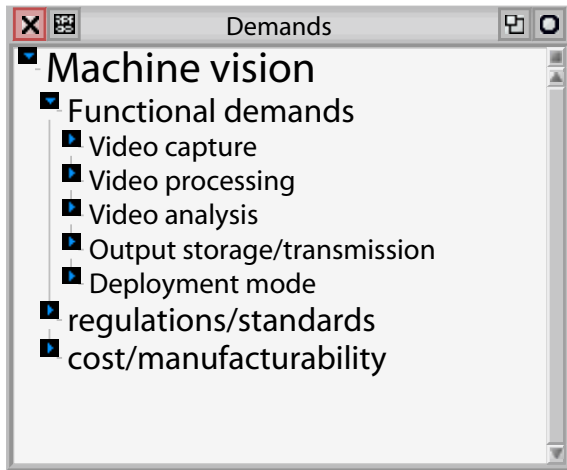 Demands
Machine vision
Functional demands
Video capture
Video processing
Video analysis
Output storage/transmission
Deployment mode
regulations/standards
cost/manufacturability